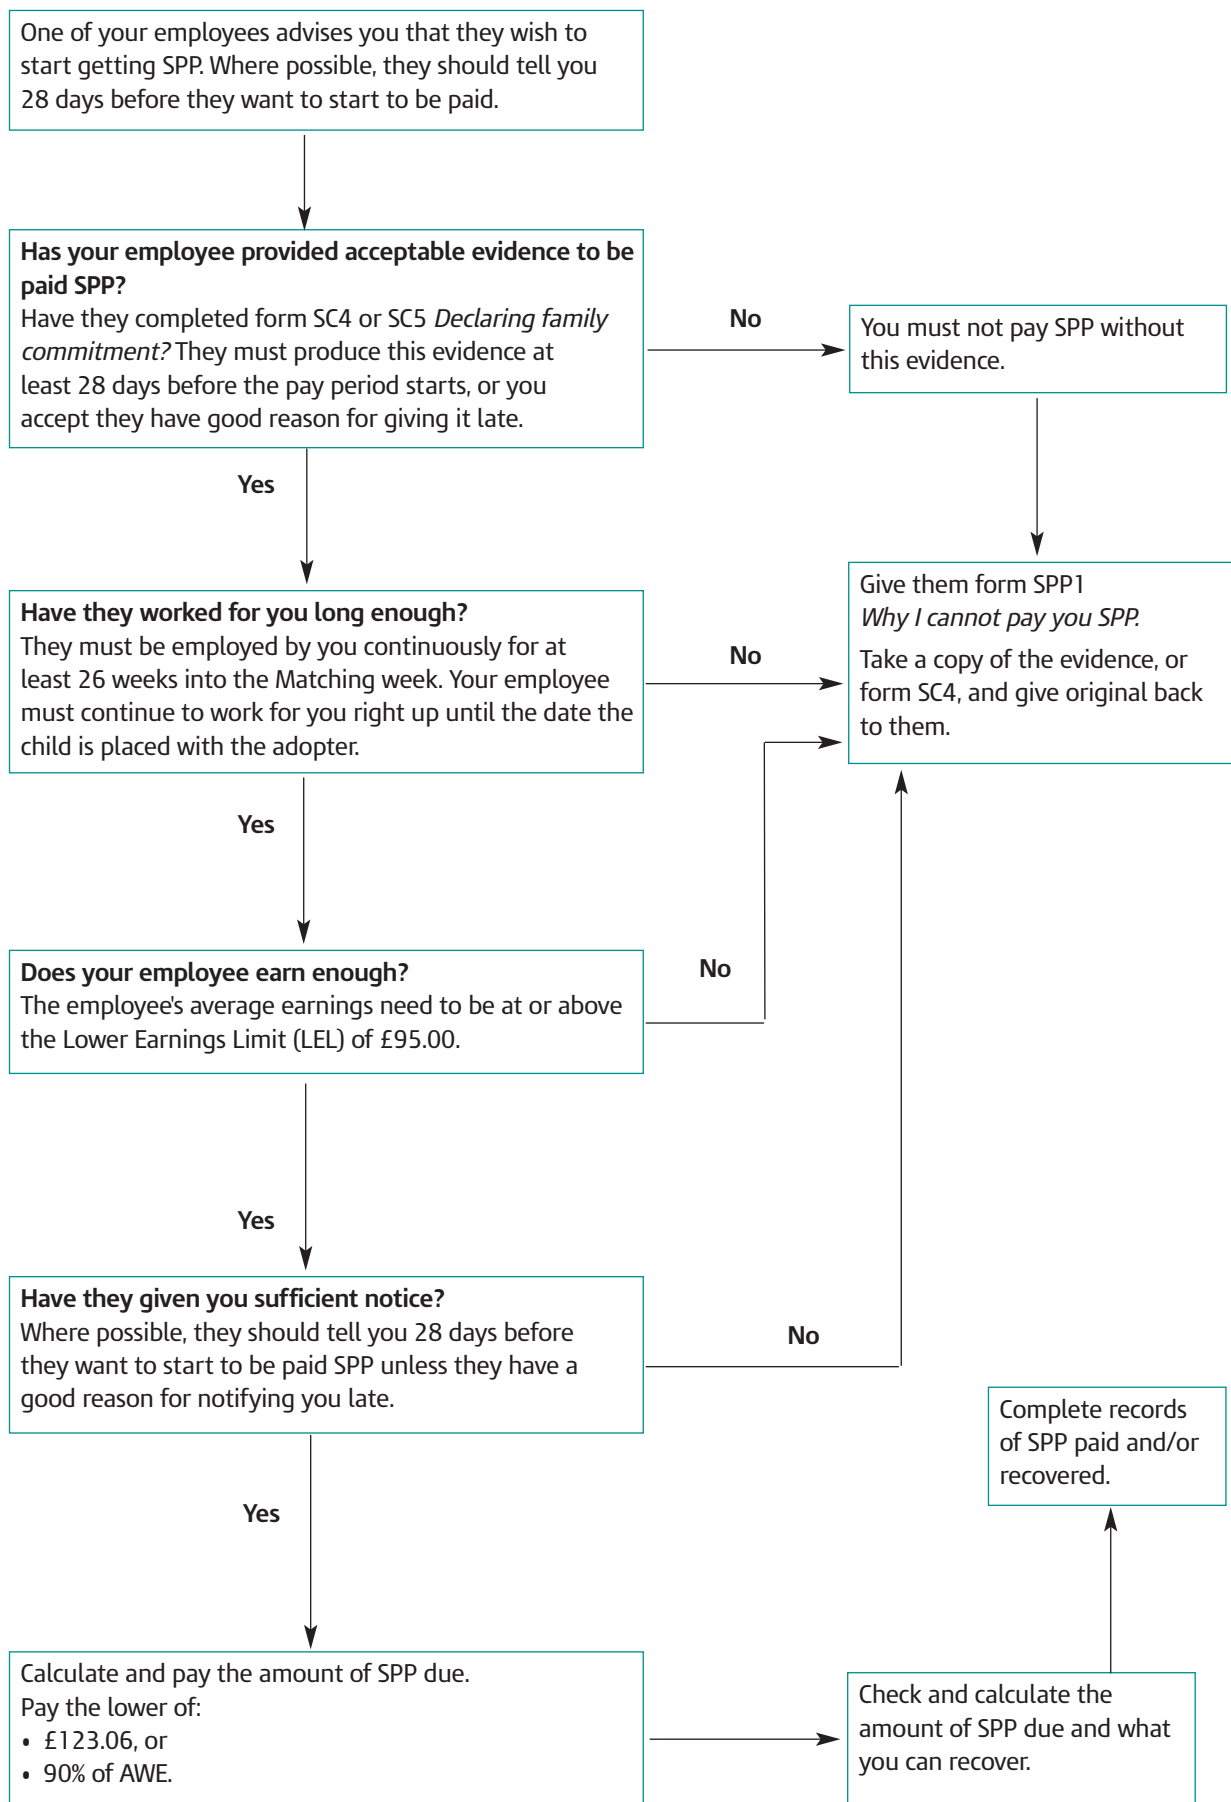 One of your employees advises you that they wish to
start getting SPP. Where possible, they should tell you
28 days before they want to start to be paid.
Has your employee provided acceptable evidence to be
paid SPP?
Have they completed form SC4 or SC5 Declaring family
commitment? They must produce this evidence at
least 28 days before the pay period starts, or you
accept they have good reason for giving it late.
No
You must not pay SPP without
this evidence.
Yes
Have they worked for you long enough?
They must be employed by you continuously for at
least 26 weeks into the Matching week. Your employee
must continue to work for you right up until the date the
child is placed with the adopter.
No
Give them form SPP1
Why I cannot pay you SPP.
Take a copy of the evidence, or
form SC4, and give original back
to them.
Yes
Does your employee earn enough?
The employee's average earnings need to be at or above
the Lower Earnings Limit (LEL) of £95.00.
No
Yes
Have they given you sufficient notice?
Where possible, they should tell you 28 days before
they want to start to be paid SPP unless they have a
good reason for notifying you late.
No
Complete records
of SPP paid and/or
recovered.
Yes
Calculate and pay the amount of SPP due.
Pay the lower of:
• £123.06, or
• 90% of AWE.
Check and calculate the
amount of SPP due and what
you can recover.